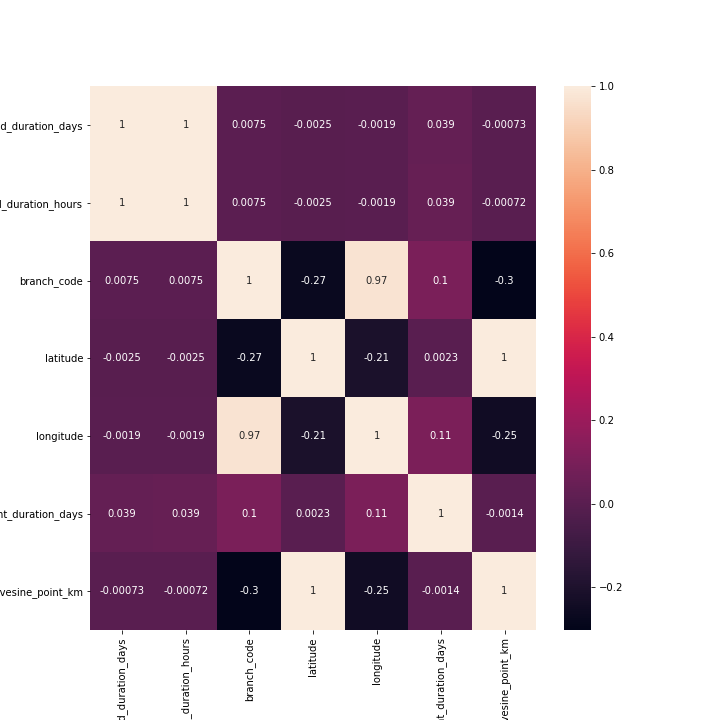 d_duration_days 1 1 0.0075 -0.0025 -0.0019 0.039 -0.00073
d_duration_hours 1 1 0.0075 -0.0025 -0.0019 0.039 -0.00072
branch_code 0.0075 0.0075 1 -0.27 0.97 0.1 -0.3
latitude -0.0025 -0.0025 -0.27 1 -0.21 0.0023 1
longitude -0.0019 -0.0019 0.97 -0.21 1 0.11 -0.25
nt_duration_days 0.039 0.039 0.1 0.0023 0.11 1 -0.0014
vesine_point_km -0.00073 -0.00072 -0.3 1 -0.25 -0.0014 1
d_duration_days
_duration_hours
branch_code
latitude
longitude
nt_duration_days
vesine_point_km
1.0
0.8
0.6
0.4
0.2
0.0
−0.2